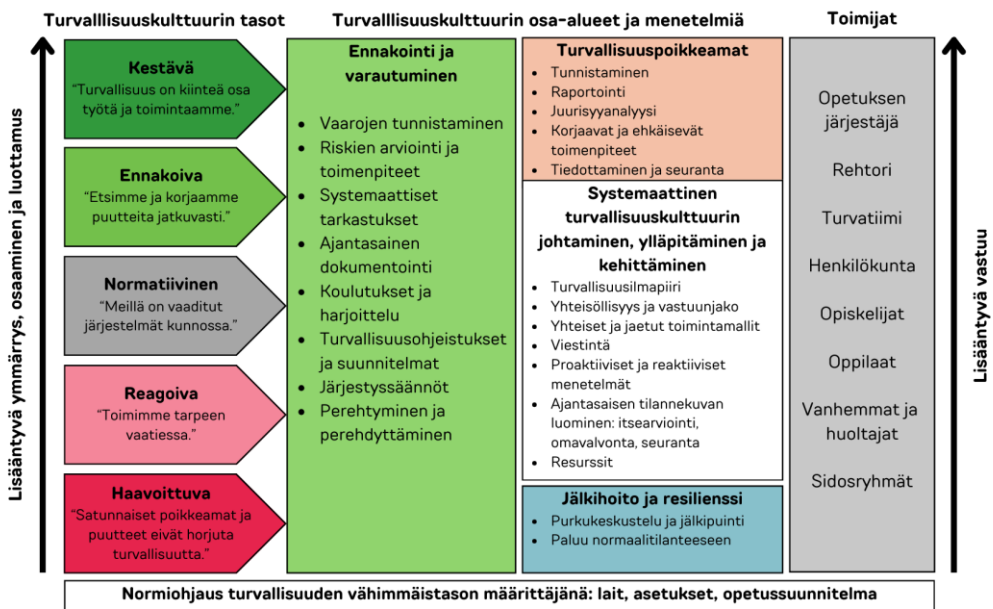 Turvalllisuuskulttuurin tasot
Turvalllisuuskulttuurin osa-alueet ja menetelmiä
Toimijat
Lisääntyvä ymmärrys, osaaminen ja luottamus
Kestävä
“Turvallisuus on kiinteä osa
työtä ja toimintaamme.”
Ennakoiva
“Etsimme ja korjaamme
puutteita jatkuvasti.”
Normatiivinen
“Meillä on vaaditut
järjestelmät kunnossa.”
Reagoiva
“Toimimme tarpeen
vaatiessa.”
Haavoittuva
“Satunnaiset poikkeamat ja
puutteet eivät horjuta
turvallisuutta.”
Ennakointi ja
varautuminen
• Vaarojen tunnistaminen
• Riskien arviointi ja
toimenpiteet
• Systemaattiset
tarkastukset
• Ajantasainen
dokumentointi
• Koulutukset ja
harjoittelu
• Turvallisuusohjeistukset
ja suunnitelmat
• Järjestyssäännöt
• Perehtyminen ja
perehdyttäminen
Turvallisuuspoikkeamat
• Tunnistaminen
• Raportointi
• Juurisyyanalyysi
• Korjaavat ja ehkäisevät
toimenpiteet
• Tiedottaminen ja seuranta
Systemaattinen
turvallisuuskulttuurin
johtaminen, ylläpitäminen ja
kehittäminen
• Turvallisuusilmapiiri
• Yhteisöllisyys ja vastuunjako
• Yhteiset ja jaetut toimintamallit
• Viestintä
• Proaktiiviset ja reaktiiviset
menetelmät
• Ajantasaisen tilannekuvan
luominen: itsearviointi,
omavalvonta, seuranta
• Resurssit
Jälkihoito ja resilienssi
• Purkukeskustelu ja jälkipuinti
• Paluu normaalitilanteeseen
Opetuksen
järjestäjä
Rehtori
Turvatiimi
Henkilökunta
Opiskelijat
Oppilaat
Vanhemmat ja
huoltajat
Sidosryhmät
Lisääntyvä vastuu
Normiohjaus turvallisuuden vähimmäistason määrittäjänä: lait, asetukset, opetussuunnitelma